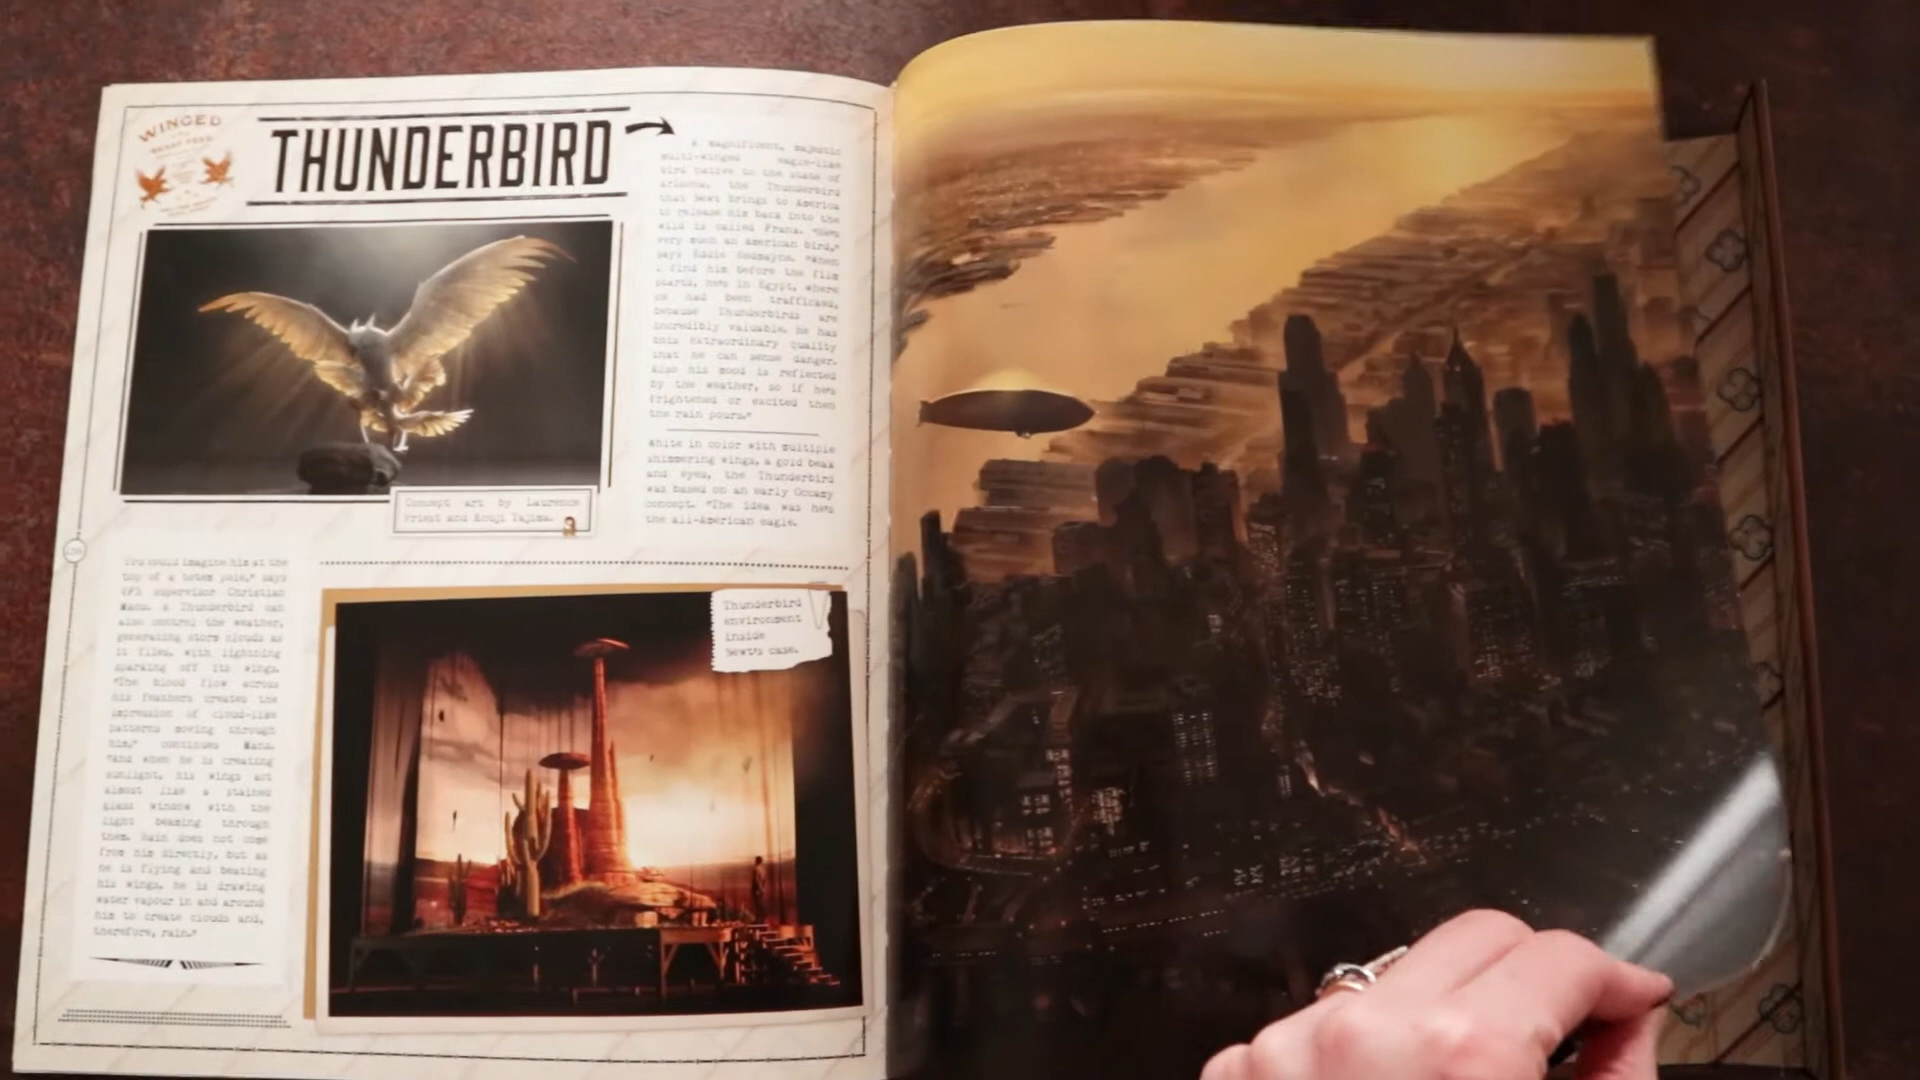 WINGED
THUNDERBIRD
A magnificent, majestic
multi-winged eagle-like
bird native to the state of
Arizona, the Thunderbird
that Newt brings to America
to release him back into the
wild is called Frank. "He's
very much an American bird,"
says Eddie Redmayne. "When
I find him before the film
starts, he's in Egypt, where
he had been trafficked,
because Thunderbirds are
incredibly valuable. He has
this extraordinary quality
that he can sense danger.
Also his mood is reflected
by the weather, so if he's
frightened or excited then
the rain pours."
White in color with multiple
shimmering wings, a gold beak
and eyes, the Thunderbird
was based on an early Occamy
concept. "The idea was he's
the all-American eagle.
Concept art by Laurence
Priest and Rouji Tajima.
You could imagine him at the
top of a totem pole," says
VFX supervisor Christian
Manz. A Thunderbird can
also control the weather,
generating storm clouds as
it flies, with lightning
sparking off its wings.
"The blood flow across
his feathers creates the
impression of cloud-like
patterns moving through
him," continues Manz.
"And when he is creating
sunlight, his wings act
almost like a stained
glass window with the
light beaming through
them. Rain does not come
from him directly, but as
he is flying and beating
his wings, he is drawing
water vapour in and around
him to create clouds and,
therefore, rain."
Thunderbird
environment
inside
Newt's case.